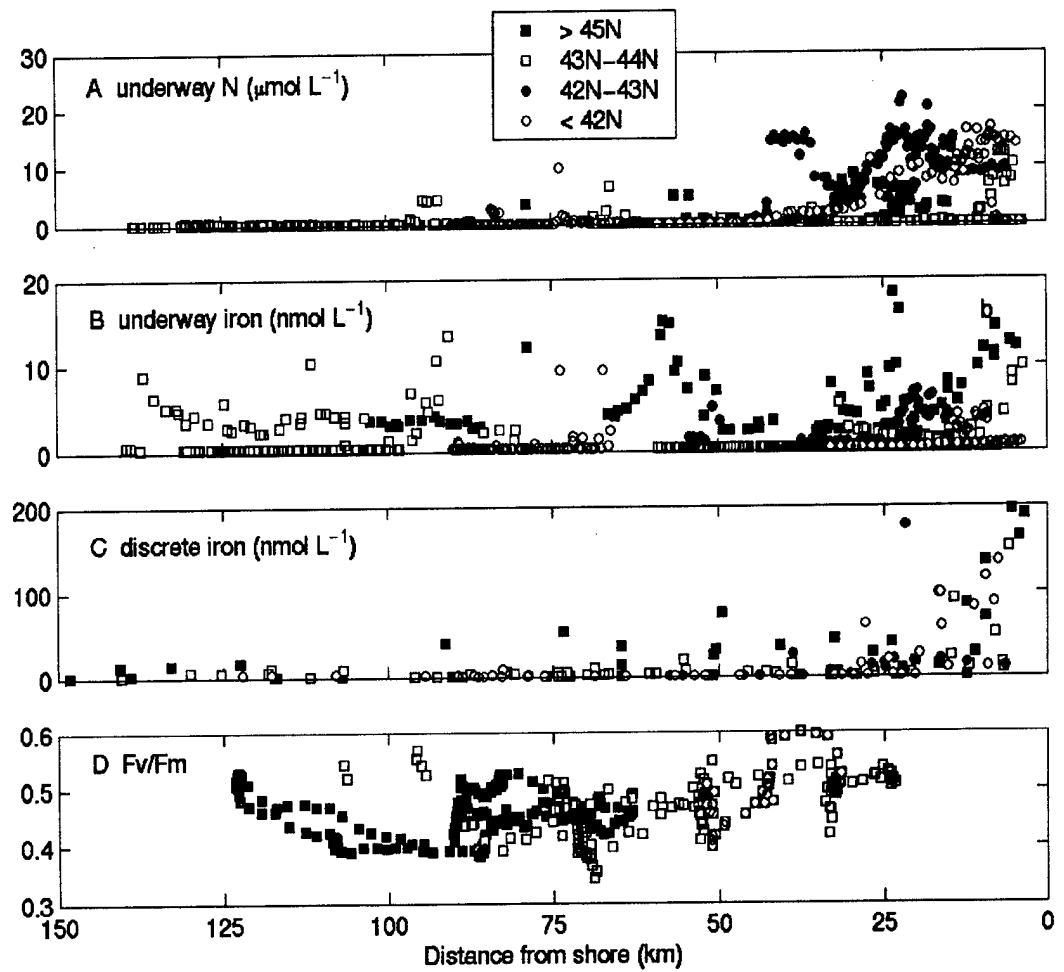 > 45N
43N–44N
42N–43N
< 42N
30
20
10
0
A underway N (μmol L⁻¹)
20
10
0
B underway iron (nmol L⁻¹)
b
200
100
0
C discrete iron (nmol L⁻¹)
0.6
0.5
0.4
0.3
D Fv/Fm
150 125 100 75 50 25 0
Distance from shore (km)